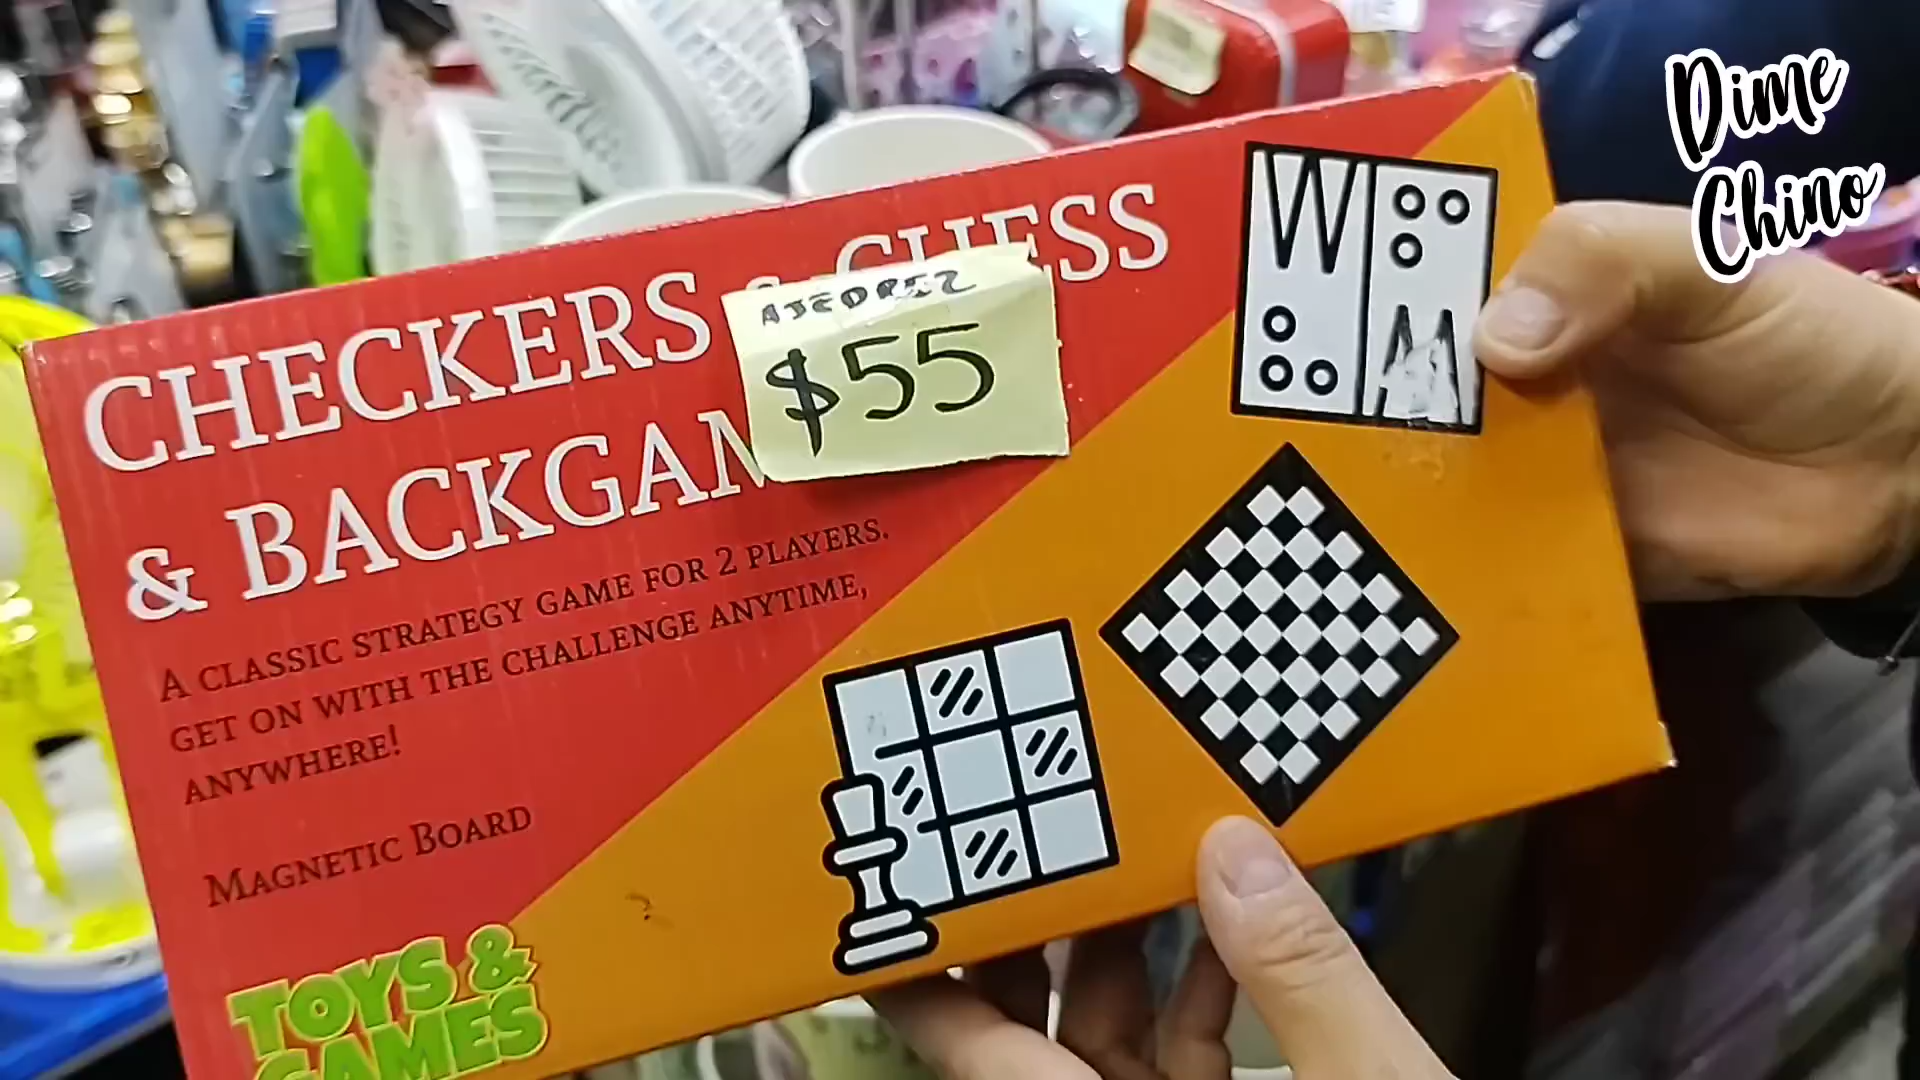 CHECKERS & CHESS
& BACKGAM
AJEDREZ
$55
A CLASSIC STRATEGY GAME FOR 2 PLAYERS.
GET ON WITH THE CHALLENGE ANYTIME,
ANYWHERE!
MAGNETIC BOARD
TOYS &
GAMES
Dime
Chino